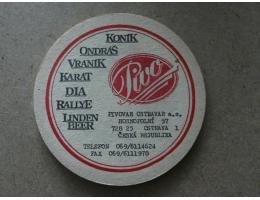 KONÍK
ONDRÁŠ
VRANÍK
KARAT
DIA
RALLYE
LINDEN
BEER
Pivo
PIVOVAR OSTRAVAR a.s.
HORNOPOLNÍ 57
728 25 OSTRAVA 1
ČESKÁ REPUBLIKA
TELEFON 069/6114624
FAX 069/6111978